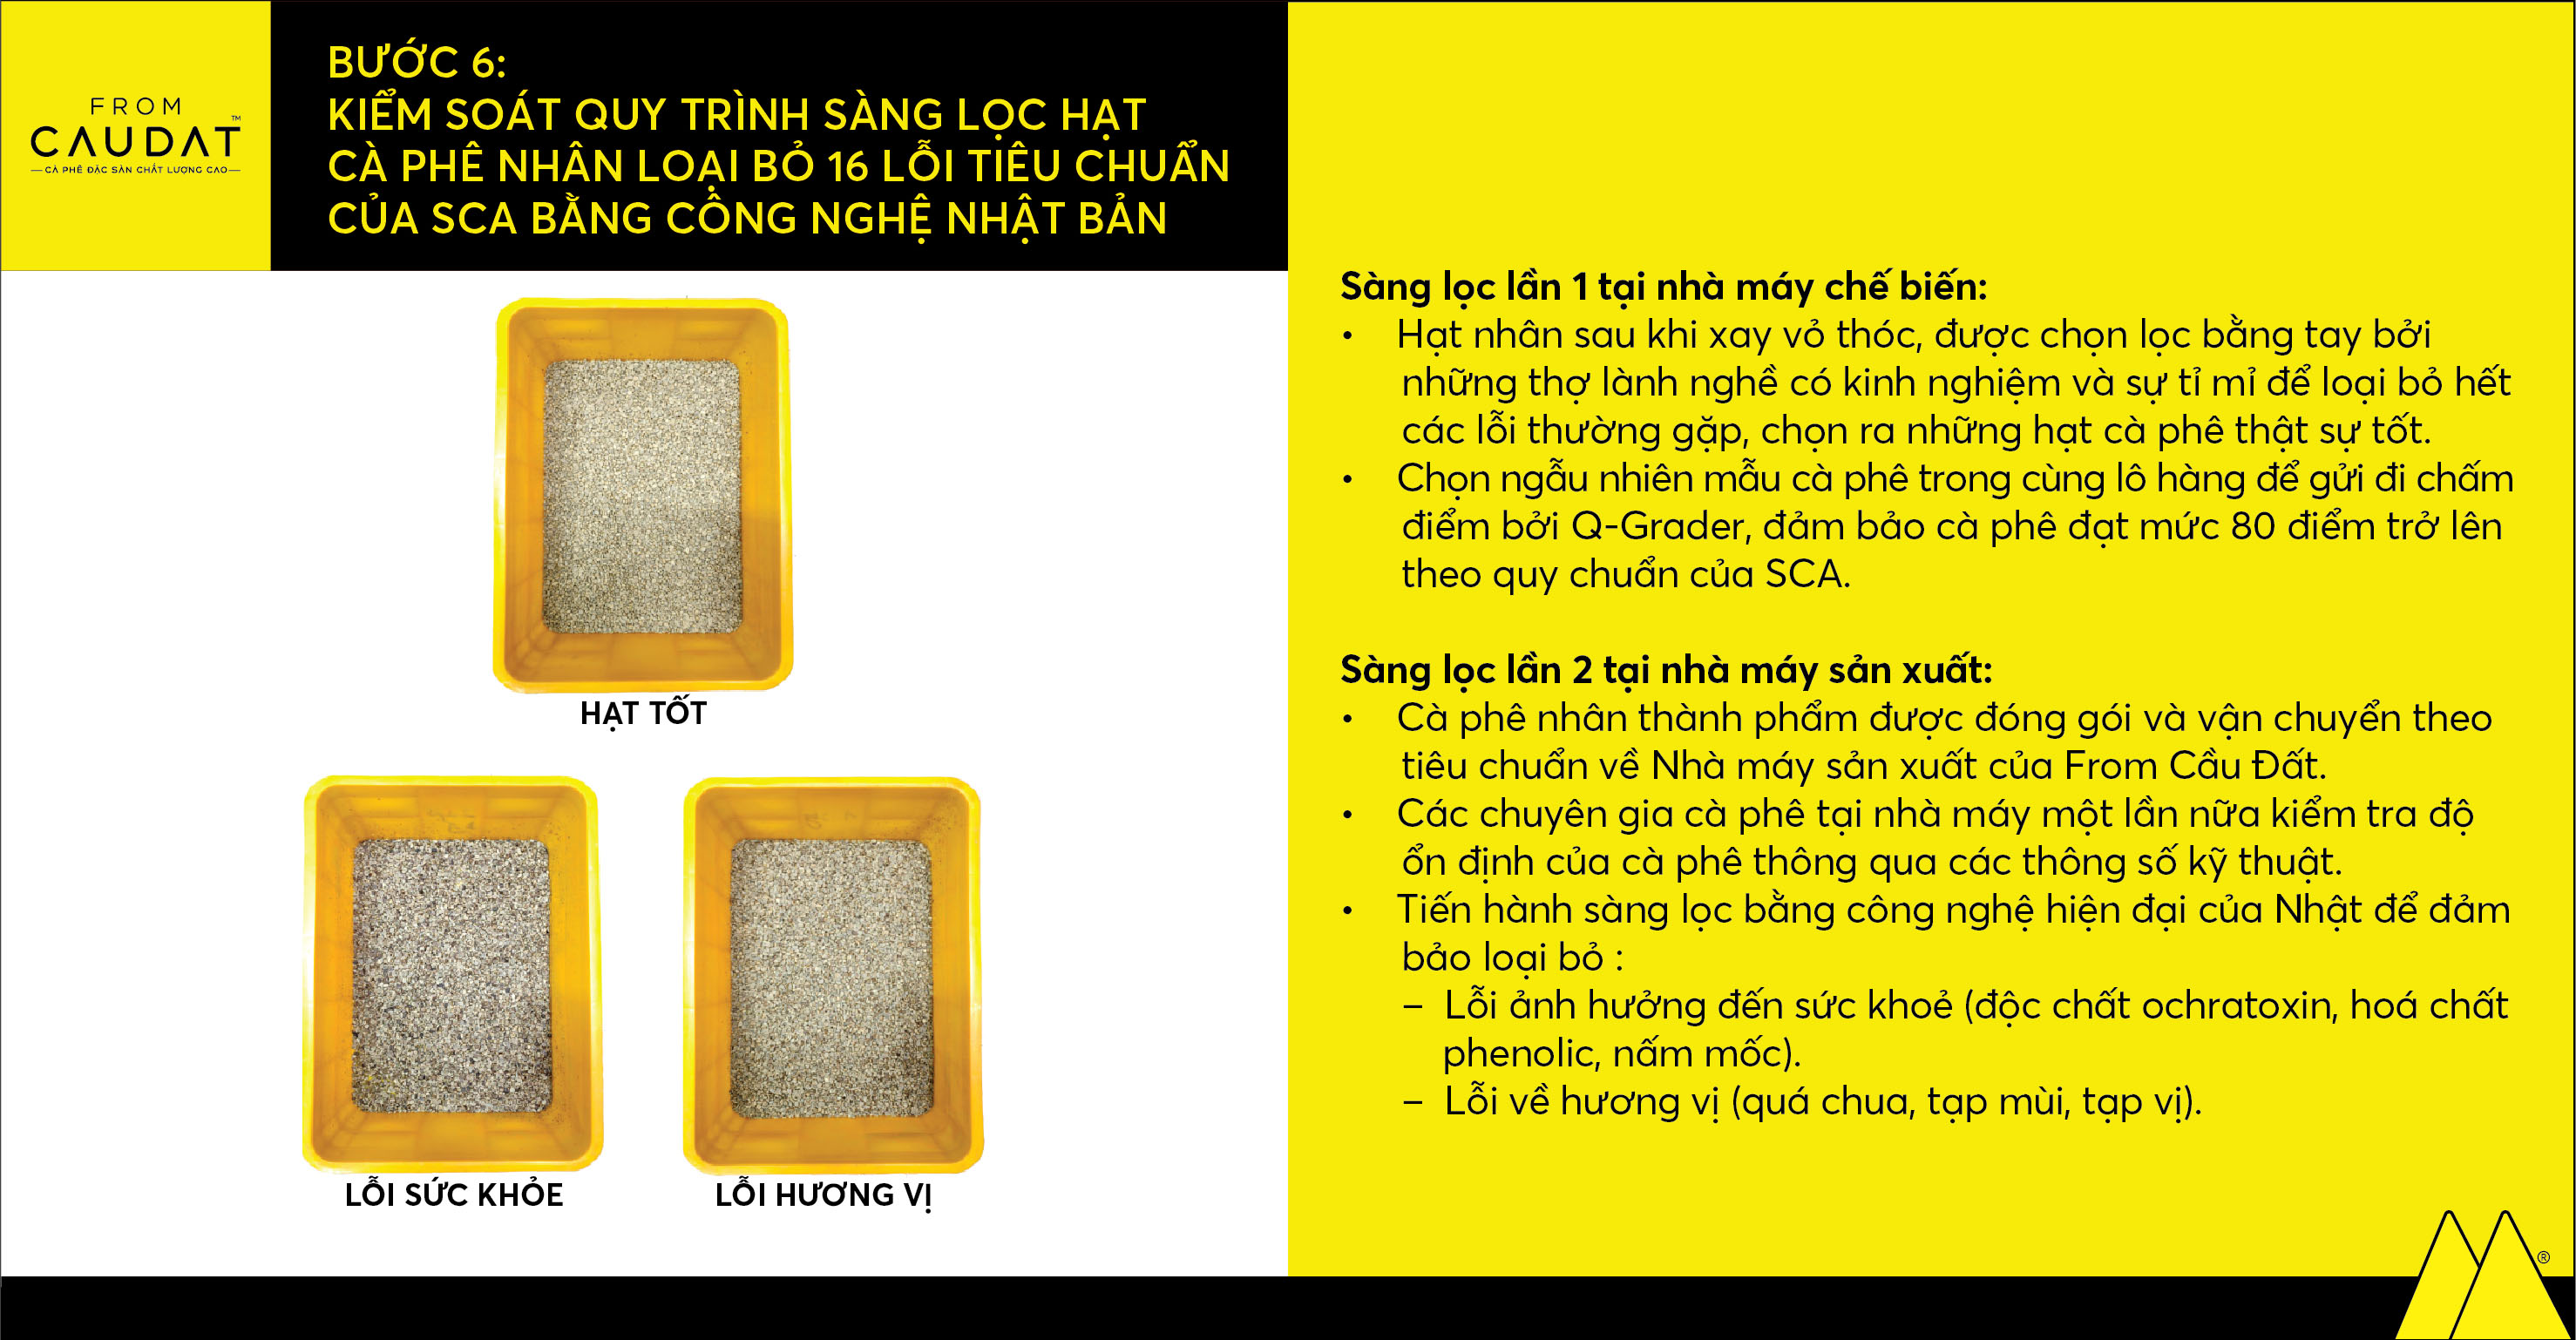 FROM
CAUDAT™
CÀ PHÊ ĐẶC SẢN CHẤT LƯỢNG CAO
BƯỚC 6:
KIỂM SOÁT QUY TRÌNH SÀNG LỌC HẠT
CÀ PHÊ NHÂN LOẠI BỎ 16 LỖI TIÊU CHUẨN
CỦA SCA BẰNG CÔNG NGHỆ NHẬT BẢN
HẠT TỐT
LỖI SỨC KHỎE
LỖI HƯƠNG VỊ
Sàng lọc lần 1 tại nhà máy chế biến:
• Hạt nhân sau khi xay vỏ thóc, được chọn lọc bằng tay bởi
những thợ lành nghề có kinh nghiệm và sự tỉ mỉ để loại bỏ hết
các lỗi thường gặp, chọn ra những hạt cà phê thật sự tốt.
• Chọn ngẫu nhiên mẫu cà phê trong cùng lô hàng để gửi đi chấm
điểm bởi Q-Grader, đảm bảo cà phê đạt mức 80 điểm trở lên
theo quy chuẩn của SCA.
Sàng lọc lần 2 tại nhà máy sản xuất:
• Cà phê nhân thành phẩm được đóng gói và vận chuyển theo
tiêu chuẩn về Nhà máy sản xuất của From Cầu Đất.
• Các chuyên gia cà phê tại nhà máy một lần nữa kiểm tra độ
ổn định của cà phê thông qua các thông số kỹ thuật.
• Tiến hành sàng lọc bằng công nghệ hiện đại của Nhật để đảm
bảo loại bỏ :
– Lỗi ảnh hưởng đến sức khoẻ (độc chất ochratoxin, hoá chất
phenolic, nấm mốc).
– Lỗi về hương vị (quá chua, tạp mùi, tạp vị).
®